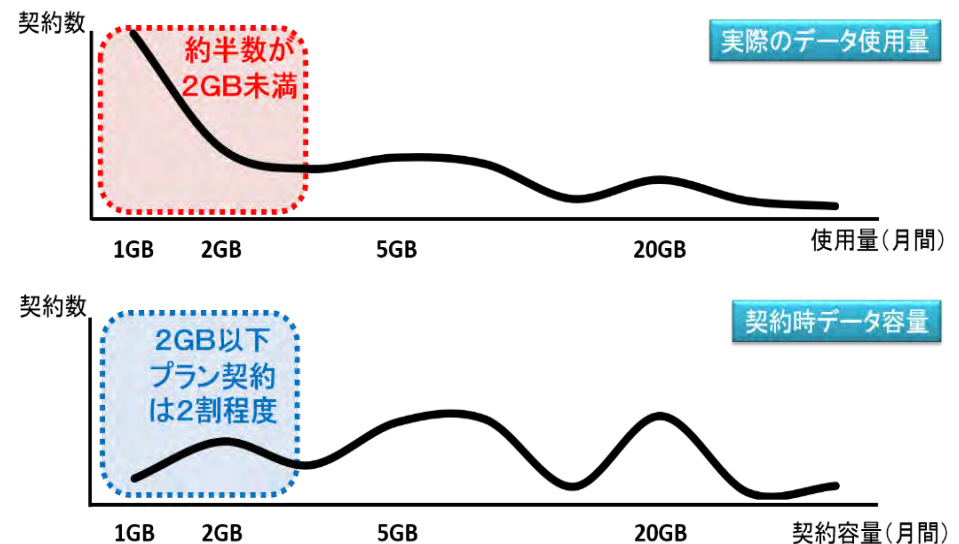 契約数
実際のデータ使用量
約半数が
2GB未満
1GB 2GB 5GB 20GB
使用量(月間)
契約数
契約時データ容量
2GB以下
プラン契約
は2割程度
1GB 2GB 5GB 20GB
契約容量(月間)